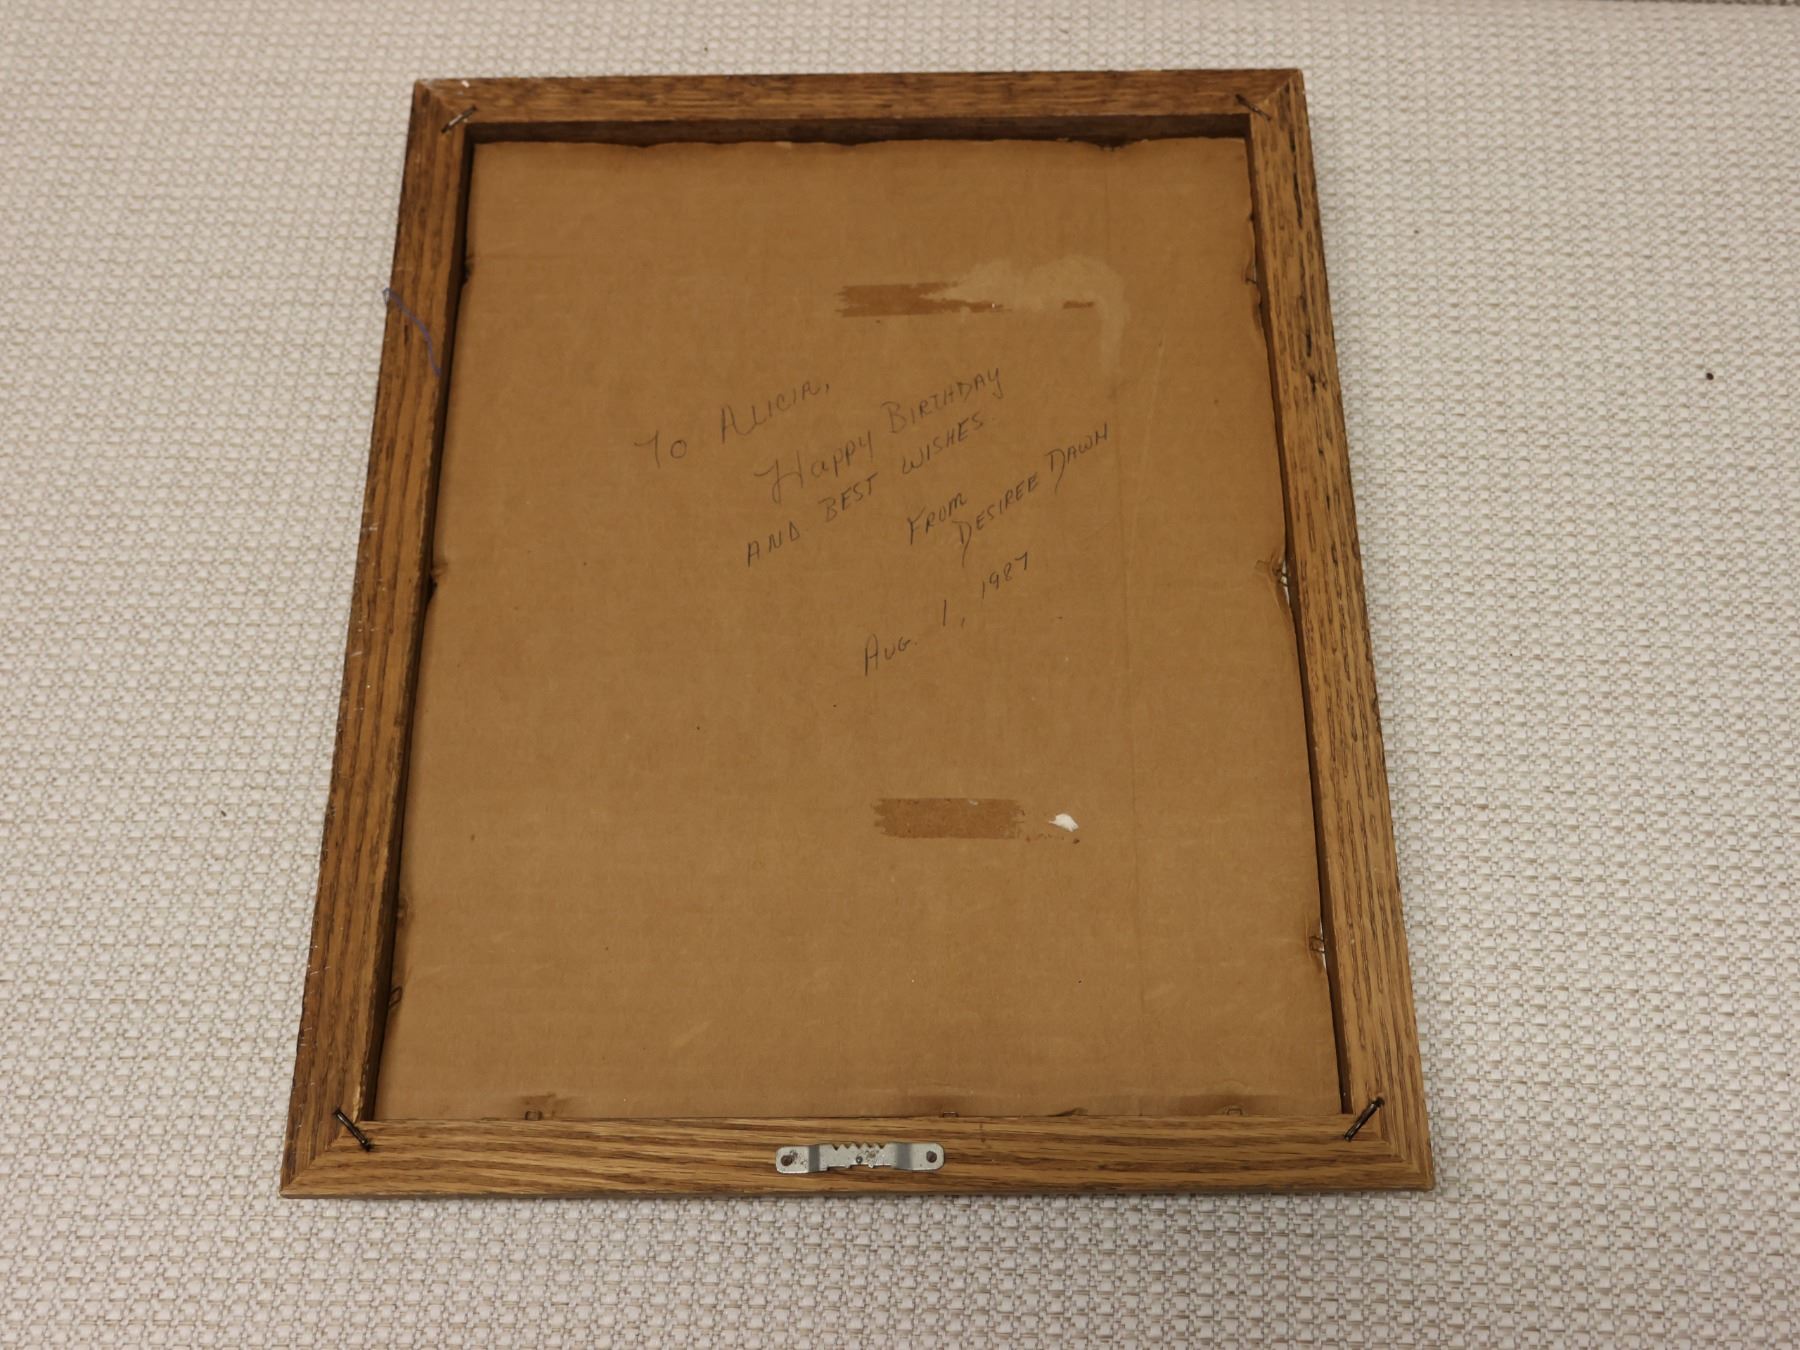 To Alicia,
Happy Birthday
and best wishes.
From
Desiree Dawn
Aug. 1, 1987